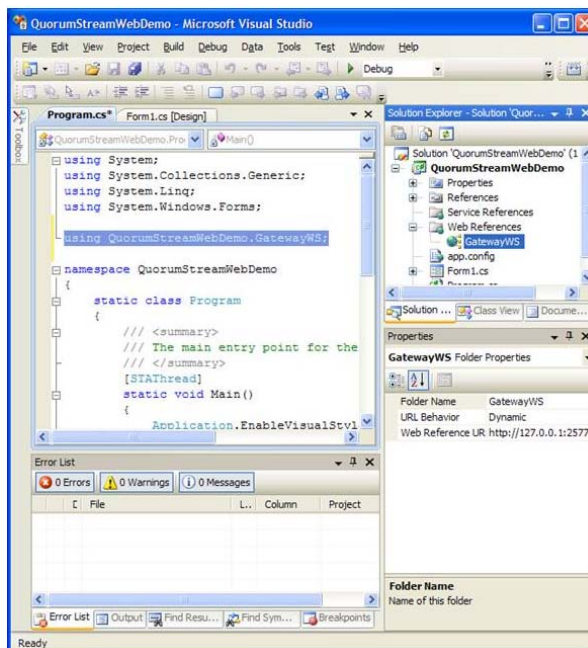 QuorumStreamWebDemo - Microsoft Visual Studio
File Edit View Project Build Debug Data Tools Test Window Help
Debug
Toolbox
Program.cs* Form1.cs [Design]
QuorumStreamWebDemo.Pro Main()
using System;
using System.Collections.Generic;
using System.Linq;
using System.Windows.Forms;
using QuorumStreamWebDemo.GatewayWS;
namespace QuorumStreamWebDemo
{
static class Program
{
/// <summary>
/// The main entry point for the
/// </summary>
[STAThread]
static void Main()
{
Application.EnableVisualStyl
Solution Explorer - Solution 'Quor...
Solution 'QuorumStreamWebDemo' (1
QuorumStreamWebDemo
Properties
References
Service References
Web References
GatewayWS
app.config
Form1.cs
Program.cs
Solution ... Class View Docume...
Properties
GatewayWS Folder Properties
Folder Name GatewayWS
URL Behavior Dynamic
Web Reference UR http://127.0.0.1:2577
Folder Name
Name of this folder
Error List
0 Errors 0 Warnings 0 Messages
File L... Column Project
Error List Output Find Resu... Find Sym... Breakpoints
Ready